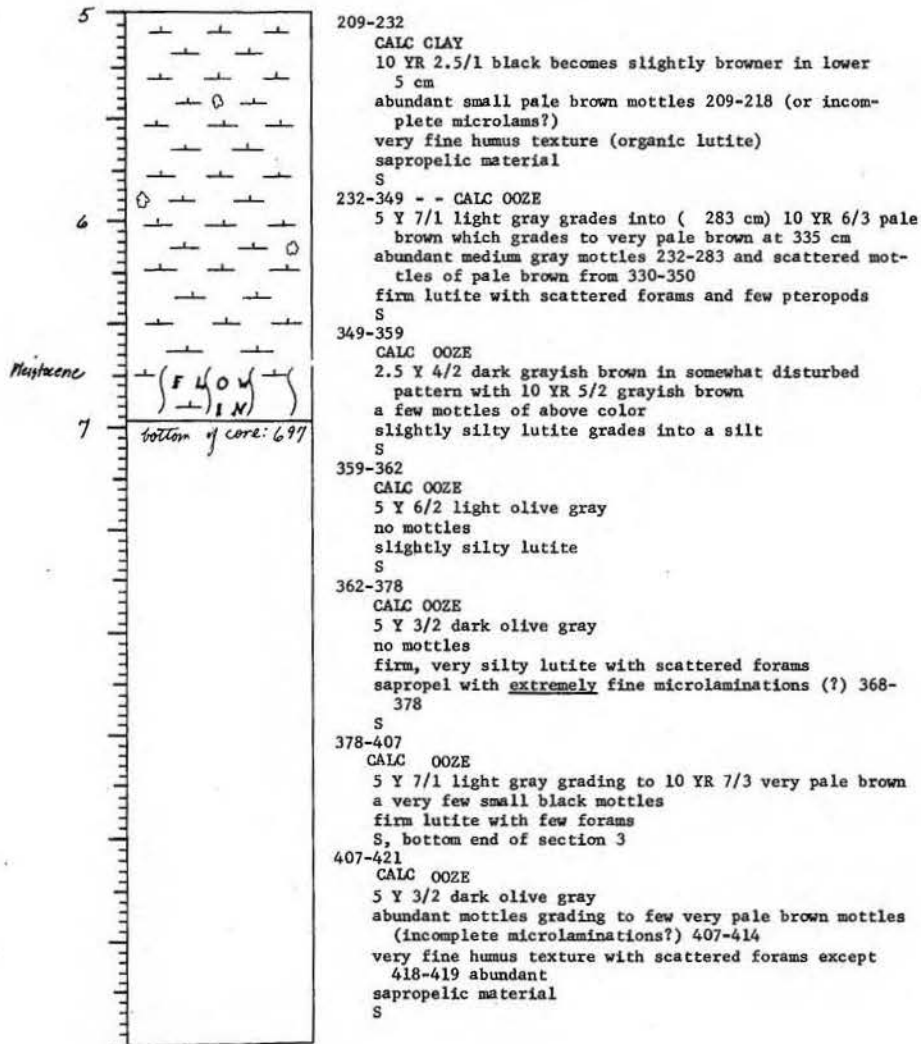 5
6
Pleistocene
7
F L O W
I N
bottom of core: 697
209-232
CALC CLAY
10 YR 2.5/1 black becomes slightly browner in lower
5 cm
abundant small pale brown mottles 209-218 (or incom-
plete microlams?)
very fine humus texture (organic lutite)
sapropelic material
S
232-349 - - CALC OOZE
5 Y 7/1 light gray grades into ( 283 cm) 10 YR 6/3 pale
brown which grades to very pale brown at 335 cm
abundant medium gray mottles 232-283 and scattered mot-
tles of pale brown from 330-350
firm lutite with scattered forams and few pteropods
S
349-359
CALC OOZE
2.5 Y 4/2 dark grayish brown in somewhat disturbed
pattern with 10 YR 5/2 grayish brown
a few mottles of above color
slightly silty lutite grades into a silt
S
359-362
CALC OOZE
5 Y 6/2 light olive gray
no mottles
slightly silty lutite
S
362-378
CALC OOZE
5 Y 3/2 dark olive gray
no mottles
firm, very silty lutite with scattered forams
sapropel with extremely fine microlaminations (?) 368-
378
S
378-407
CALC OOZE
5 Y 7/1 light gray grading to 10 YR 7/3 very pale brown
a very few small black mottles
firm lutite with few forams
S, bottom end of section 3
407-421
CALC OOZE
5 Y 3/2 dark olive gray
abundant mottles grading to few very pale brown mottles
(incomplete microlaminations?) 407-414
very fine humus texture with scattered forams except
418-419 abundant
sapropelic material
S